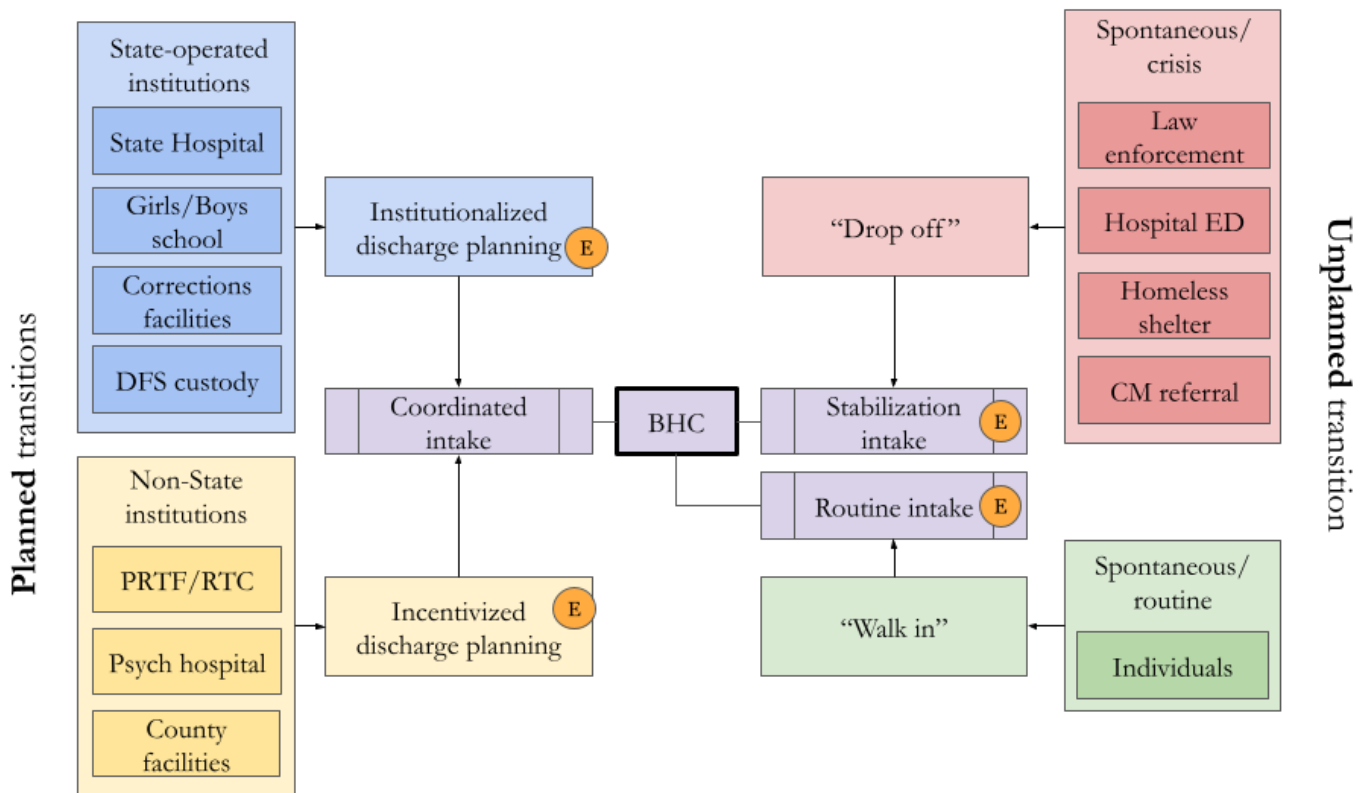 Planned transitions
State-operated
institutions
State Hospital
Girls/Boys
school
Corrections
facilities
DFS custody
Non-State
institutions
PRTF/RTC
Psych hospital
County
facilities
Institutionalized
discharge planning
E
Coordinated
intake
Incentivized
discharge planning
E
BHC
“Drop off”
Stabilization
intake
E
Routine intake
E
“Walk in”
Spontaneous/
crisis
Law
enforcement
Hospital ED
Homeless
shelter
CM referral
Spontaneous/
routine
Individuals
Unplanned transition